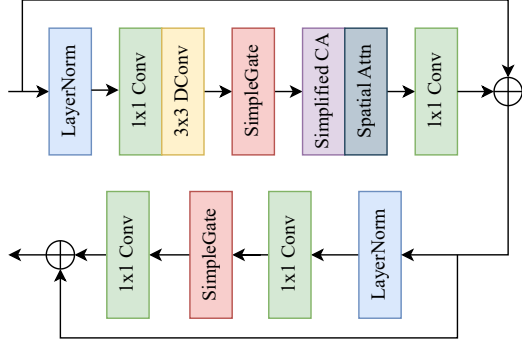 LayerNorm
1x1 Conv
3x3 DConv
SimpleGate
Simplified CA
Spatial Attn
1x1 Conv
1x1 Conv
SimpleGate
1x1 Conv
LayerNorm